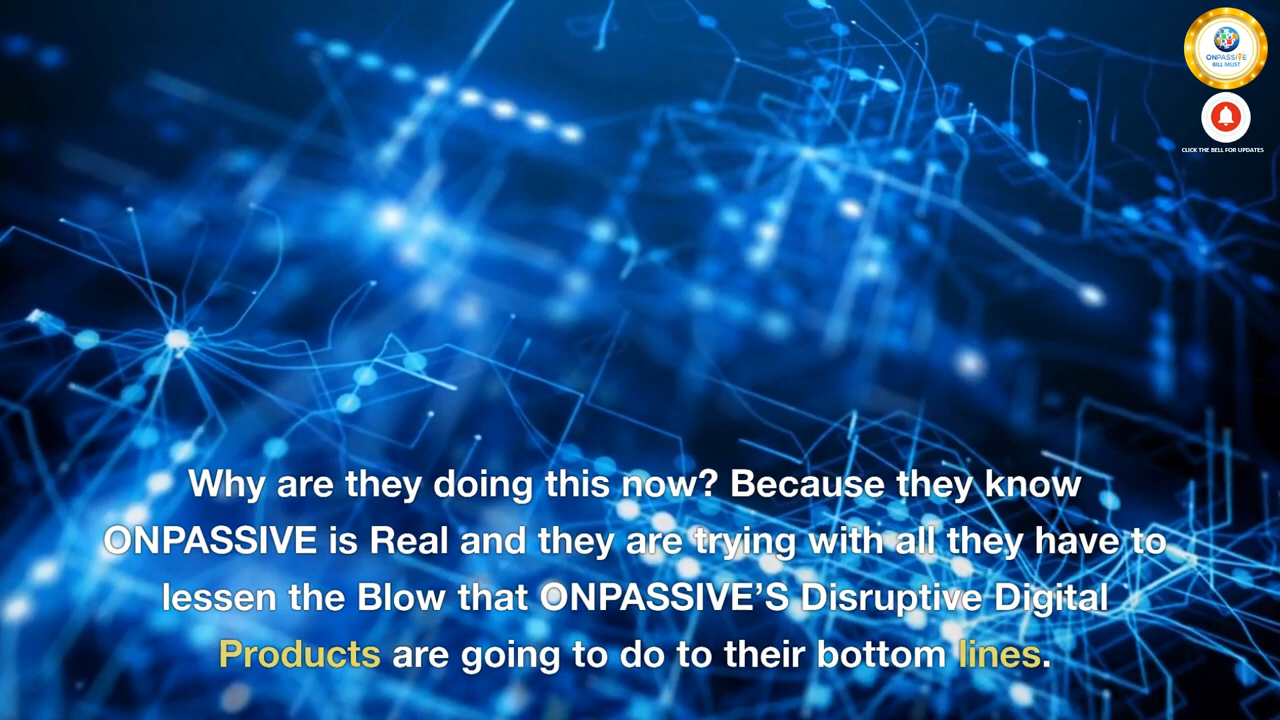 ONPASSIVE
BILL MUST
CLICK THE BELL FOR UPDATES
Why are they doing this now? Because they know
ONPASSIVE is Real and they are trying with all they have to
lessen the Blow that ONPASSIVE’S Disruptive Digital
Products are going to do to their bottom lines.